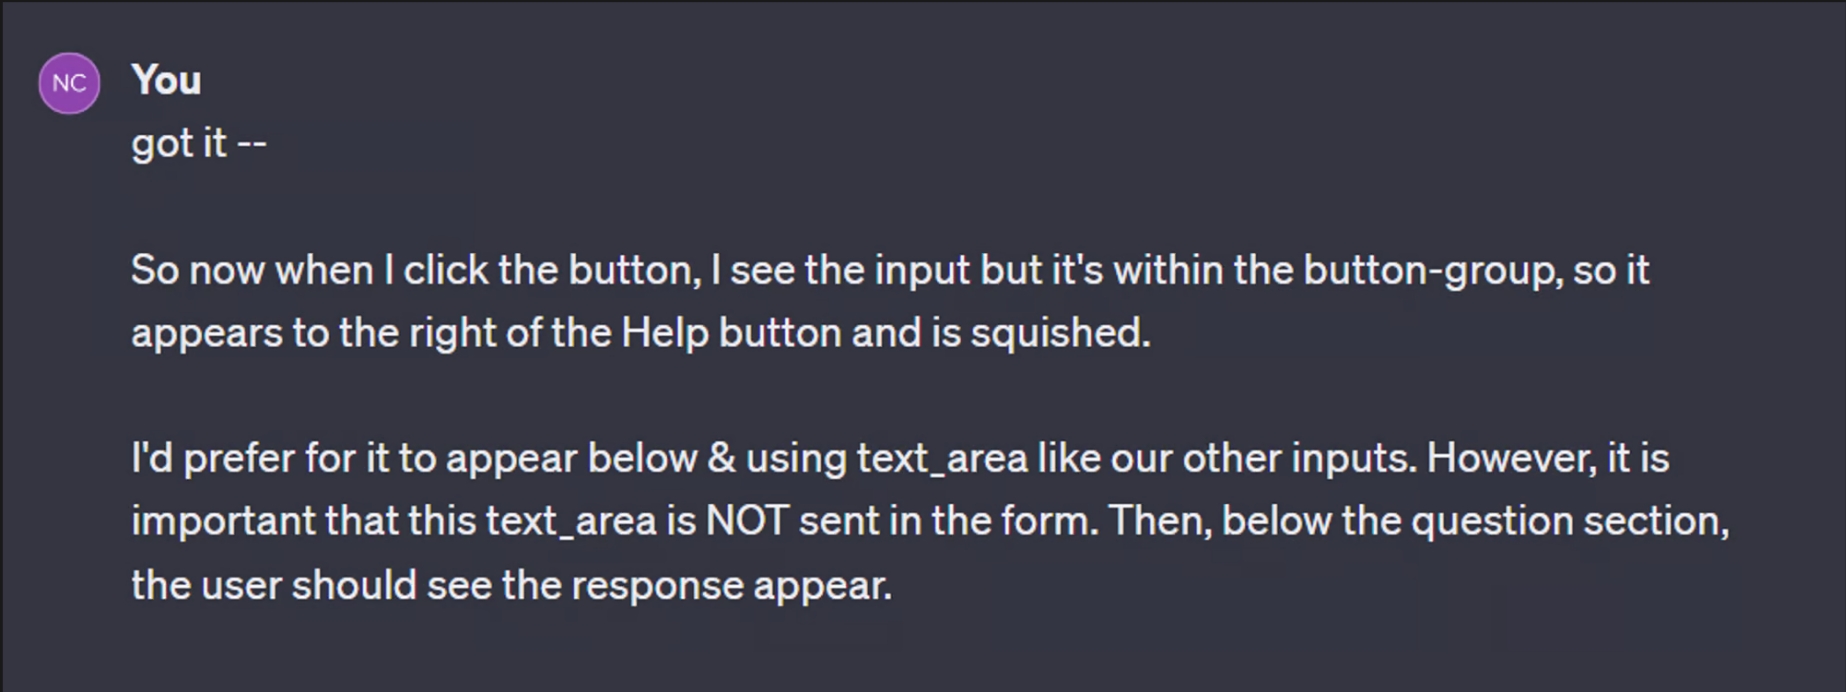 NC
You
got it --
So now when I click the button, I see the input but it's within the button-group, so it
appears to the right of the Help button and is squished.
I'd prefer for it to appear below & using text_area like our other inputs. However, it is
important that this text_area is NOT sent in the form. Then, below the question section,
the user should see the response appear.